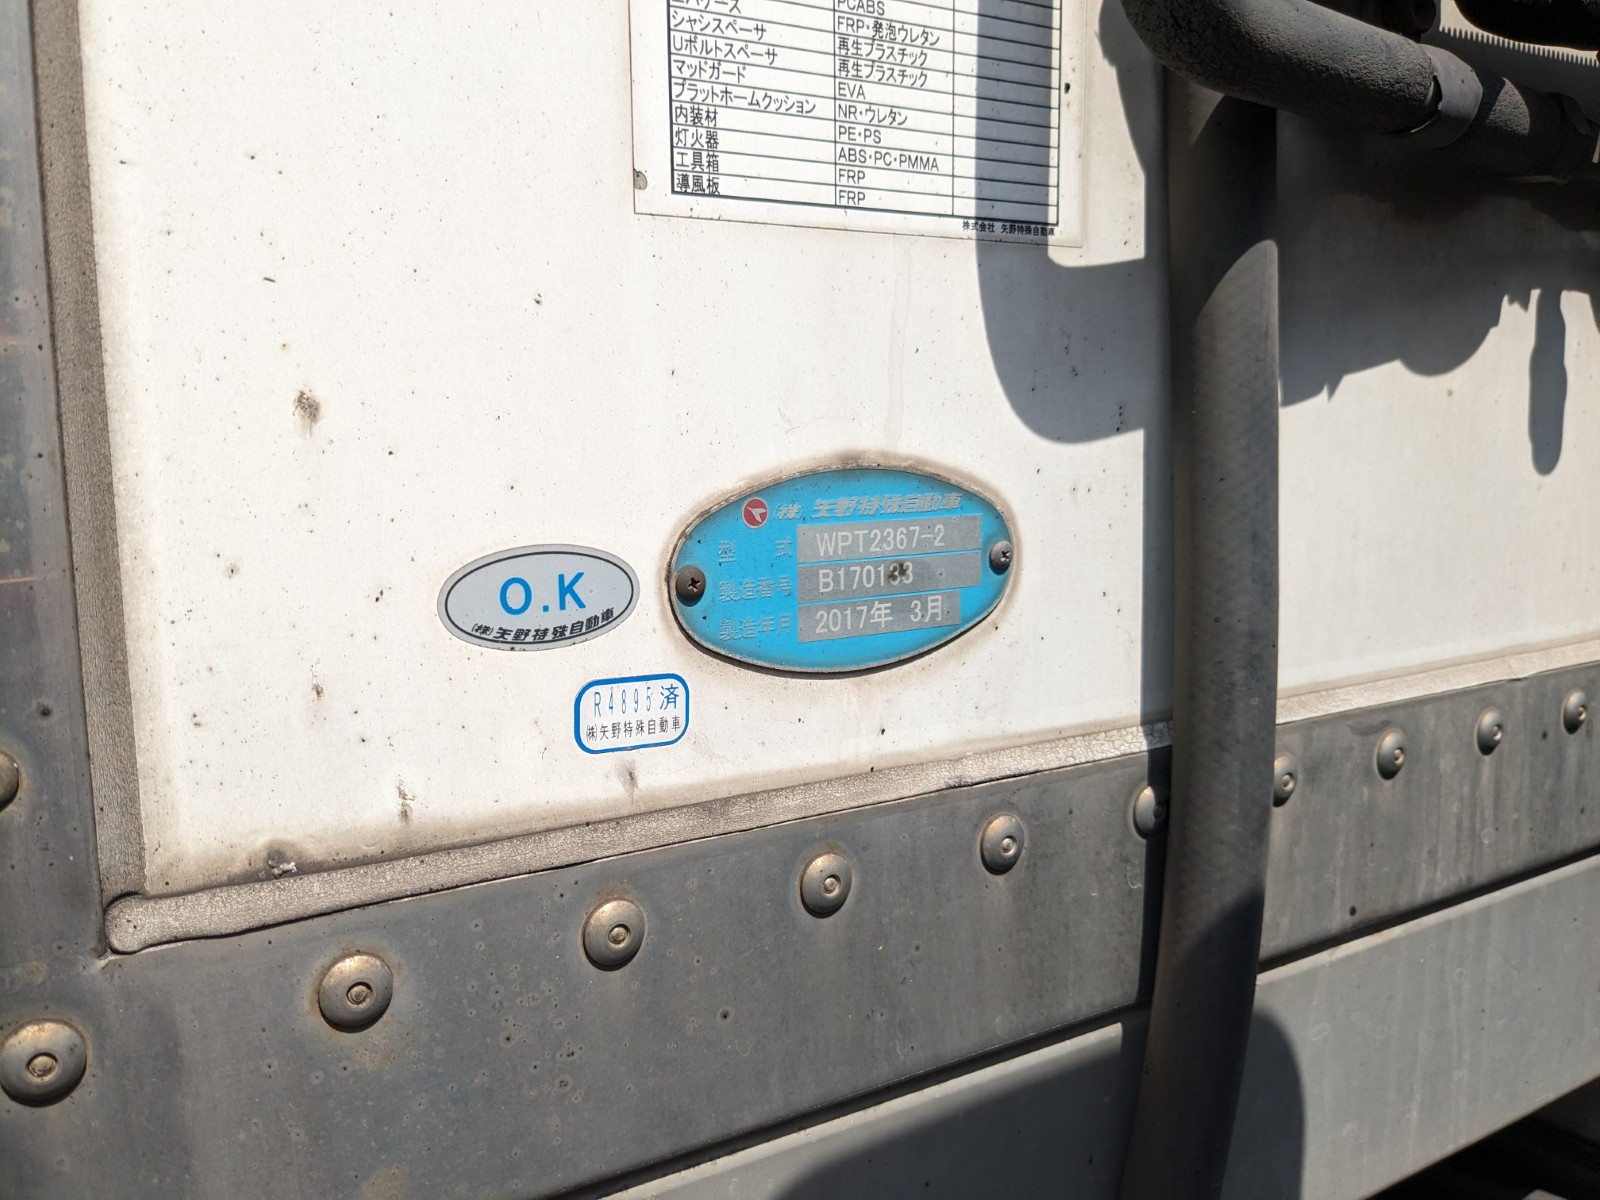 PCABS
シャシスペーサ FRP・発泡ウレタン
Uボルトスペーサ 再生プラスチック
マッドガード 再生プラスチック
プラットホームクッション EVA
内装材 NR・ウレタン
灯火器 PE・PS
工具箱 ABS・PC・PMMA
導風板 FRP
FRP
株式会社 矢野特殊自動車
(株)矢野特殊自動車
型式 WPT2367-2
製造番号 B170133
製造年月 2017年 3月
O.K
(株)矢野特殊自動車
R4895済
(株)矢野特殊自動車